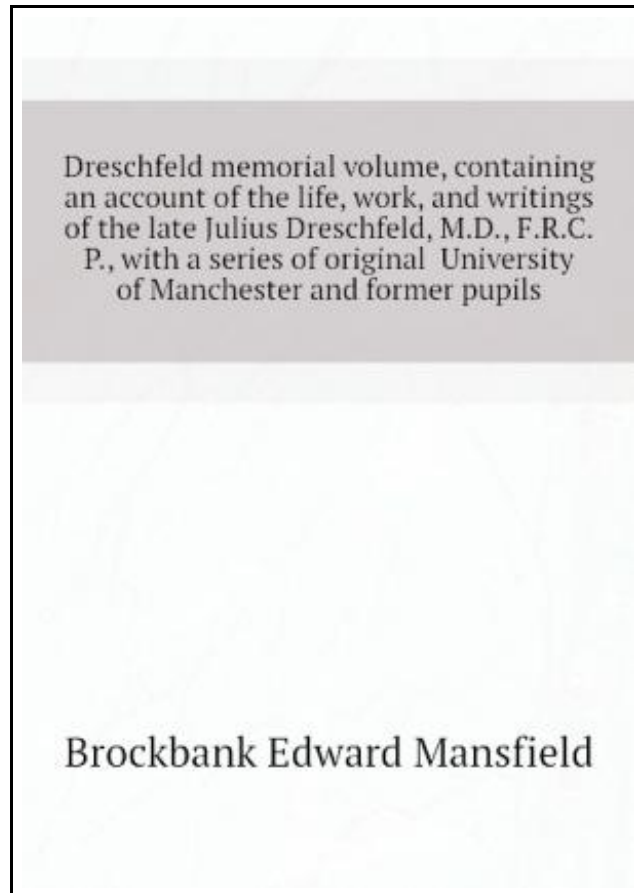 Dreschfeld memorial volume, containing
an account of the life, work, and writings
of the late Julius Dreschfeld, M.D., F.R.C.
P., with a series of original  University
of Manchester and former pupils
Brockbank Edward Mansfield